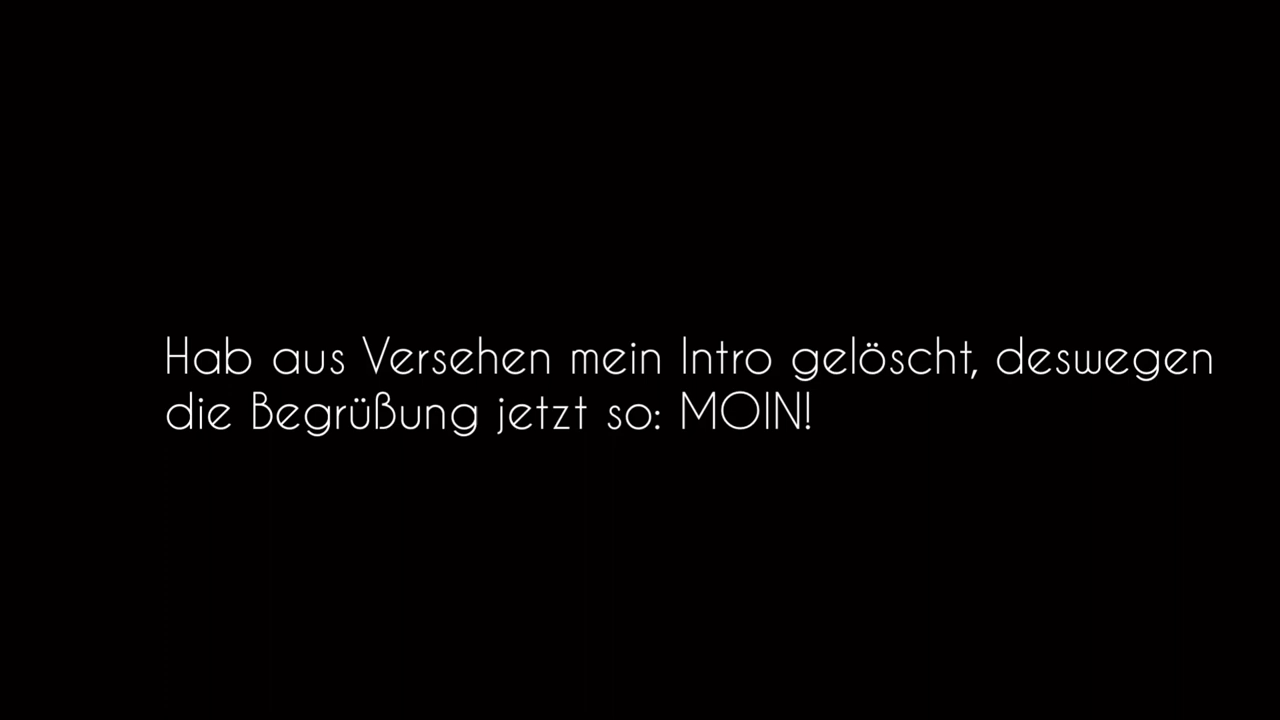 Hab aus Versehen mein Intro gelöscht, deswegen
die Begrüßung jetzt so: MOIN!